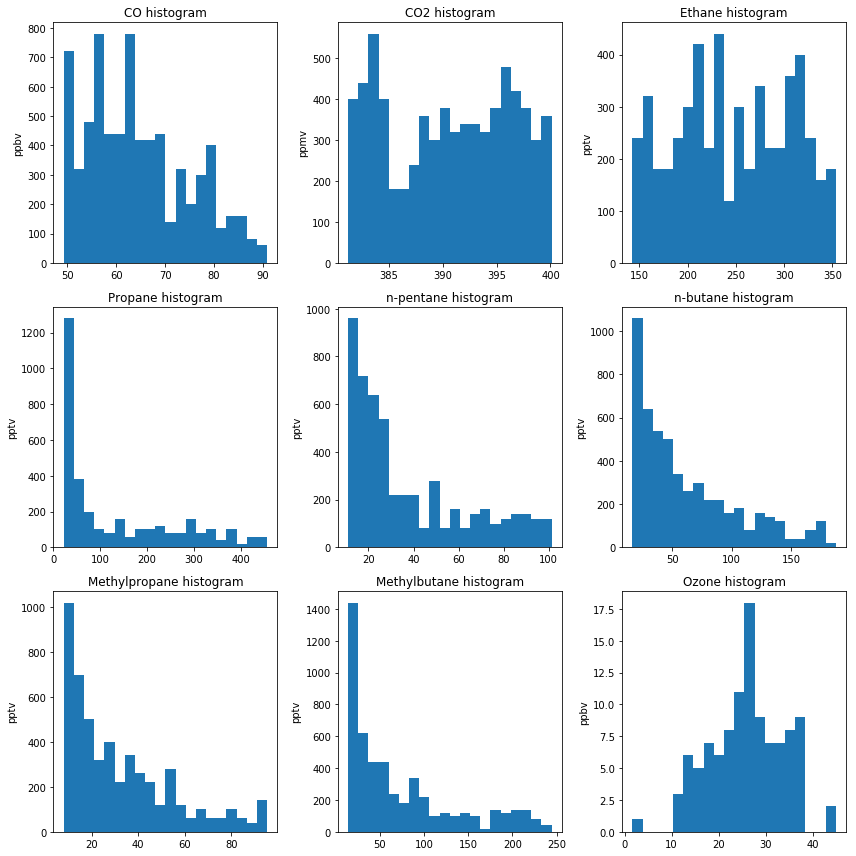 CO histogram
800
700
600
500
400
300
200
100
0
ppbv
50 60 70 80 90
CO2 histogram
500
400
300
200
100
0
ppmv
385 390 395 400
Ethane histogram
400
300
200
100
0
pptv
150 200 250 300 350
Propane histogram
1200
1000
800
600
400
200
0
pptv
0 100 200 300 400
n-pentane histogram
1000
800
600
400
200
0
pptv
20 40 60 80 100
n-butane histogram
1000
800
600
400
200
0
pptv
50 100 150
Methylpropane histogram
1000
800
600
400
200
0
pptv
20 40 60 80
Methylbutane histogram
1400
1200
1000
800
600
400
200
0
pptv
50 100 150 200 250
Ozone histogram
17.5
15.0
12.5
10.0
7.5
5.0
2.5
0.0
ppbv
0 10 20 30 40